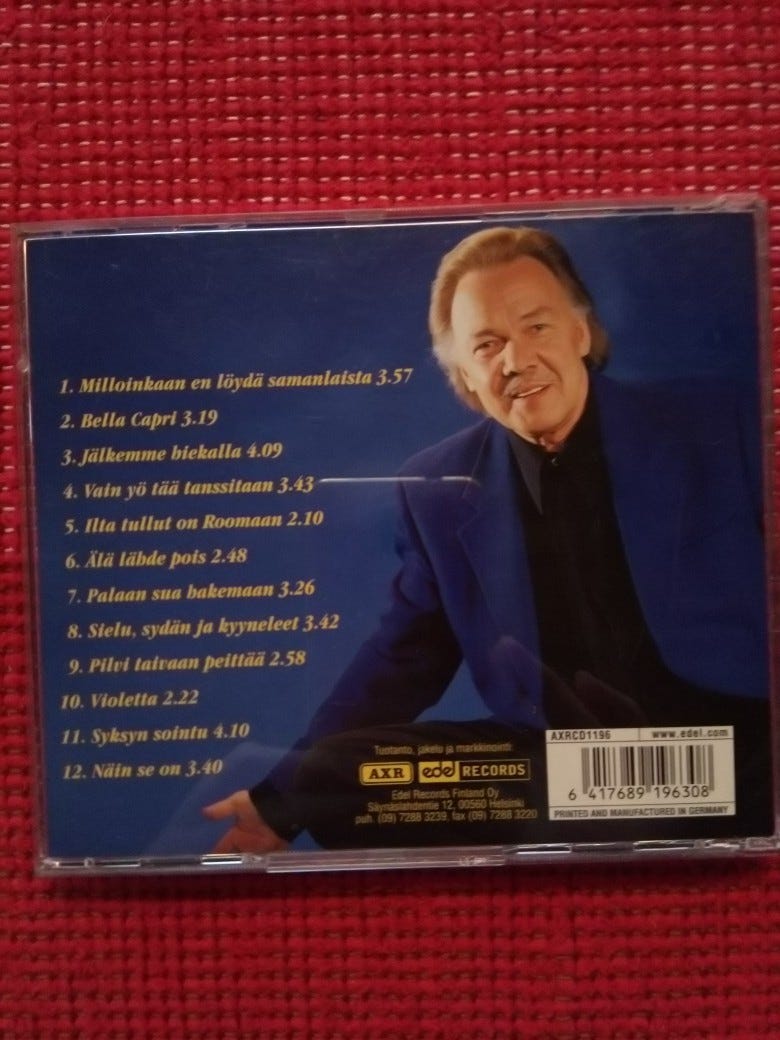 1. Milloinkaan en löydä samanlaista 3.57
2. Bella Capri 3.19
3. Jälkemme hiekalla 4.09
4. Vain yö tää tanssitaan 3.43
5. Ilta tullut on Roomaan 2.10
6. Älä lähde pois 2.48
7. Palaan sua hakemaan 3.26
8. Sielu, sydän ja kyyneleet 3.42
9. Pilvi taivaan peittää 2.58
10. Violetta 2.22
11. Syksyn sointu 4.10
12. Näin se on 3.40
Tuotanto, jakelu ja markkinointi:
AXR edel RECORDS
Edel Records Finland Oy
Säynäslahdentie 12, 00560 Helsinki
puh. (09) 7288 3239, fax (09) 7288 3220
AXRCD1196 www.edel.com
6 417689 196308
PRINTED AND MANUFACTURED IN GERMANY